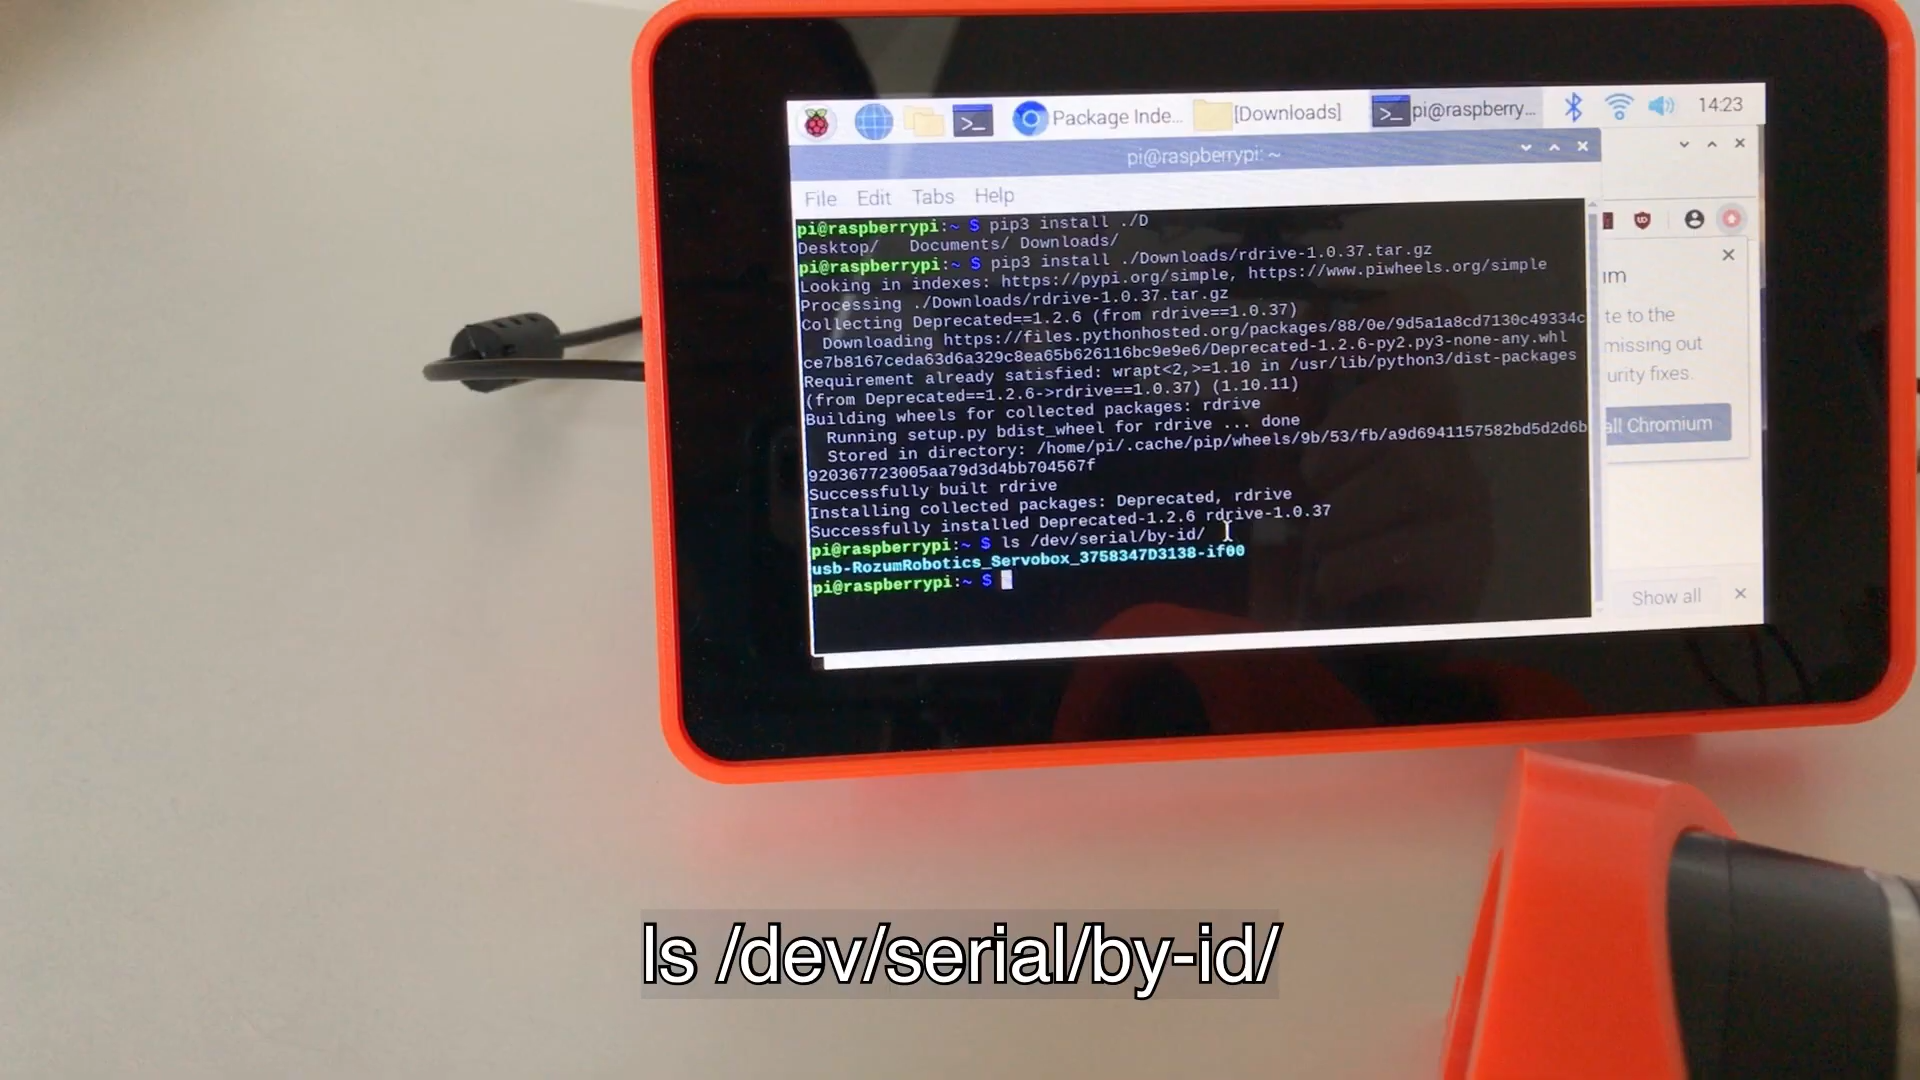 Package Inde...
[Downloads]
pi@raspberry...
14:23
pi@raspberrypi: ~
File Edit Tabs Help
pi@raspberrypi:~ $ pip3 install ./D
Desktop/ Documents/ Downloads/
pi@raspberrypi:~ $ pip3 install ./Downloads/rdrive-1.0.37.tar.gz
Looking in indexes: https://pypi.org/simple, https://www.piwheels.org/simple
Processing ./Downloads/rdrive-1.0.37.tar.gz
Collecting Deprecated==1.2.6 (from rdrive==1.0.37)
Downloading https://files.pythonhosted.org/packages/88/0e/9d5a1a8cd7130c49334c
ce7b8167ceda63d6a329c8ea65b626116bc9e9e6/Deprecated-1.2.6-py2.py3-none-any.whl
Requirement already satisfied: wrapt<2,>=1.10 in /usr/lib/python3/dist-packages
(from Deprecated==1.2.6->rdrive==1.0.37) (1.10.11)
Building wheels for collected packages: rdrive
Running setup.py bdist_wheel for rdrive ... done
Stored in directory: /home/pi/.cache/pip/wheels/9b/53/fb/a9d6941157582bd5d2d6b
920367723005aa79d3d4bb704567f
Successfully built rdrive
Installing collected packages: Deprecated, rdrive
Successfully installed Deprecated-1.2.6 rdrive-1.0.37
pi@raspberrypi:~ $ ls /dev/serial/by-id/
usb-RozumRobotics_Servobox_3758347D3138-if00
pi@raspberrypi:~ $
um
te to the
missing out
urity fixes.
all Chromium
Show all
ls /dev/serial/by-id/